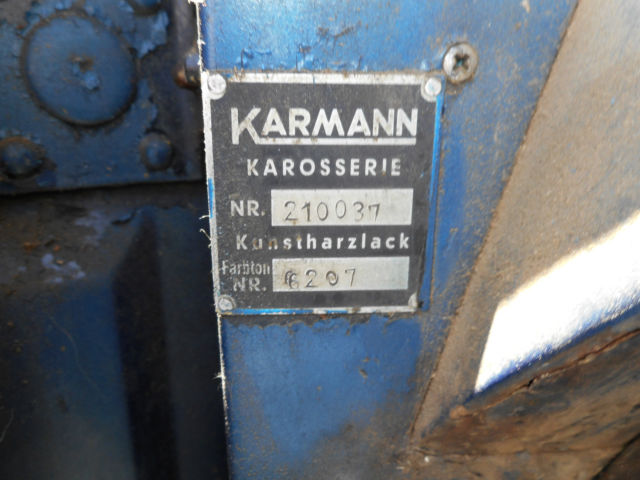 KARMANN
KAROSSERIE
NR. 210037
Kunstharzlack
Farbton
NR. 6207